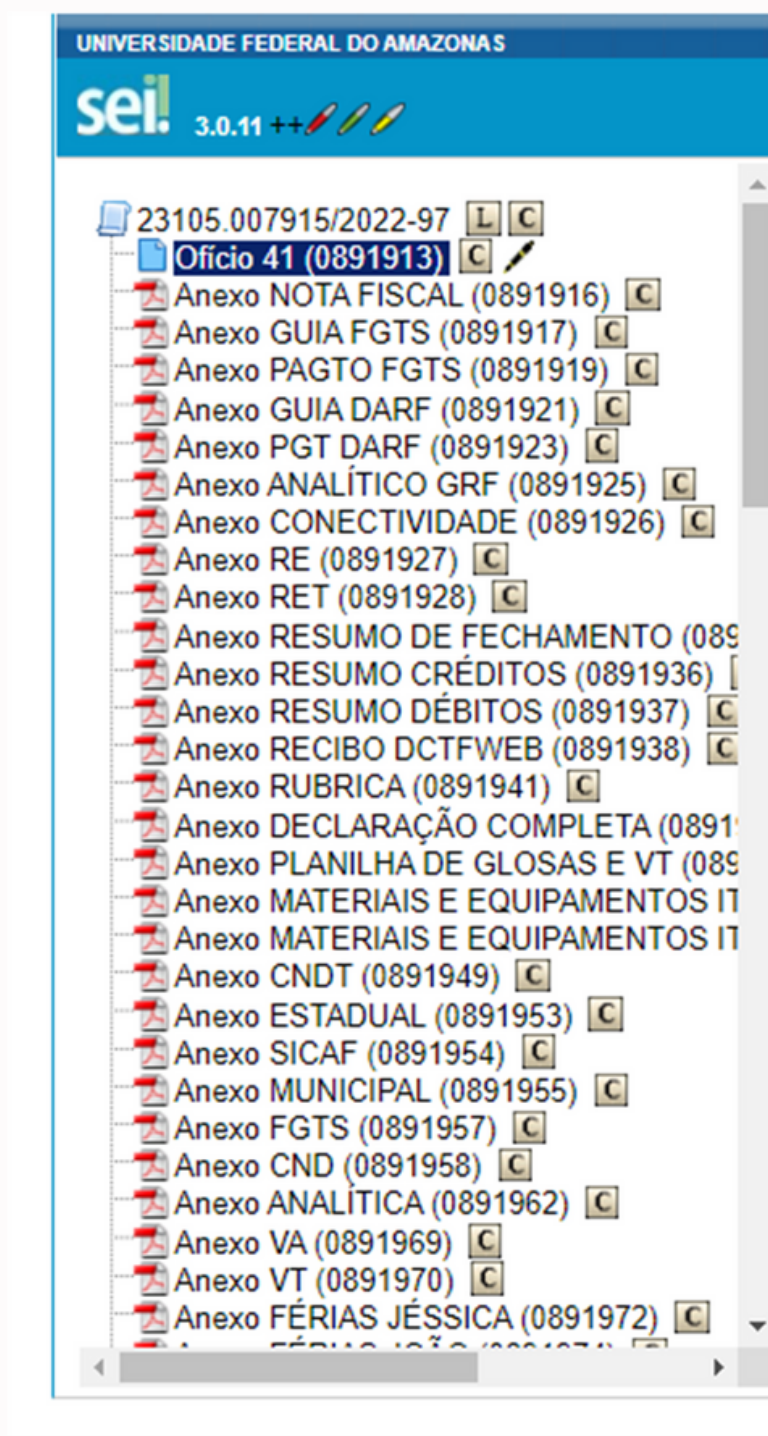 UNIVERSIDADE FEDERAL DO AMAZONAS
sei! 3.0.11 ++
23105.007915/2022-97 L C
Ofício 41 (0891913) C
Anexo NOTA FISCAL (0891916) C
Anexo GUIA FGTS (0891917) C
Anexo PAGTO FGTS (0891919) C
Anexo GUIA DARF (0891921) C
Anexo PGT DARF (0891923) C
Anexo ANALÍTICO GRF (0891925) C
Anexo CONECTIVIDADE (0891926) C
Anexo RE (0891927) C
Anexo RET (0891928) C
Anexo RESUMO DE FECHAMENTO (089
Anexo RESUMO CRÉDITOS (0891936)
Anexo RESUMO DÉBITOS (0891937) C
Anexo RECIBO DCTFWEB (0891938) C
Anexo RUBRICA (0891941) C
Anexo DECLARAÇÃO COMPLETA (0891
Anexo PLANILHA DE GLOSAS E VT (089
Anexo MATERIAIS E EQUIPAMENTOS IT
Anexo MATERIAIS E EQUIPAMENTOS IT
Anexo CNDT (0891949) C
Anexo ESTADUAL (0891953) C
Anexo SICAF (0891954) C
Anexo MUNICIPAL (0891955) C
Anexo FGTS (0891957) C
Anexo CND (0891958) C
Anexo ANALÍTICA (0891962) C
Anexo VA (0891969) C
Anexo VT (0891970) C
Anexo FÉRIAS JÉSSICA (0891972) C